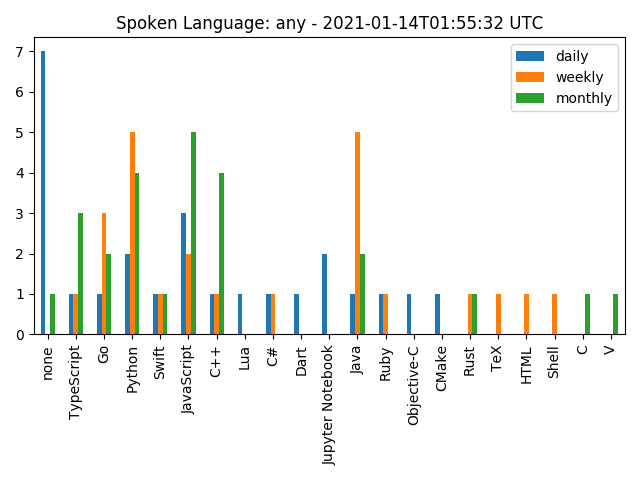 Spoken Language: any - 2021-01-14T01:55:32 UTC
daily
weekly
monthly
7
6
5
4
3
2
1
0
none
TypeScript
Go
Python
Swift
JavaScript
C++
Lua
C#
Dart
Jupyter Notebook
Java
Ruby
Objective-C
CMake
Rust
TeX
HTML
Shell
C
V